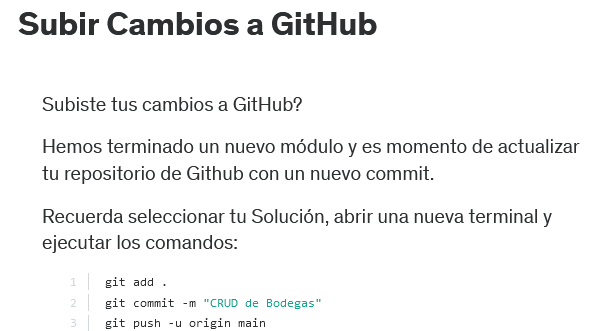 Subir Cambios a GitHub
Subiste tus cambios a GitHub?
Hemos terminado un nuevo módulo y es momento de actualizar
tu repositorio de Github con un nuevo commit.
Recuerda seleccionar tu Solución, abrir una nueva terminal y
ejecutar los comandos:
1 git add .
2 git commit -m "CRUD de Bodegas"
3 git push -u origin main